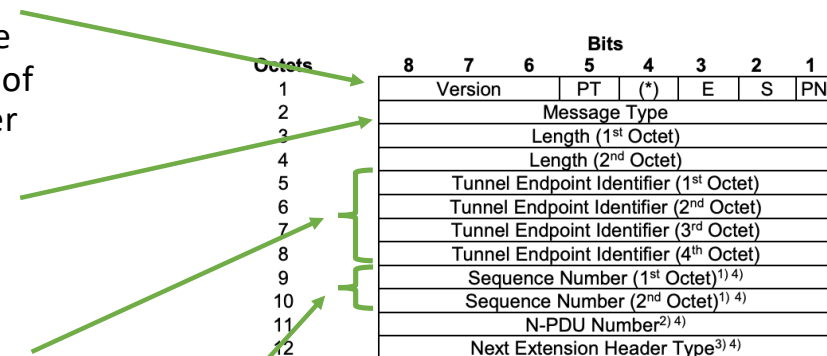 e
of
er
Bits
Octets 8 7 6 5 4 3 2 1
1 Version PT (*) E S PN
2 Message Type
3 Length (1st Octet)
4 Length (2nd Octet)
5 Tunnel Endpoint Identifier (1st Octet)
6 Tunnel Endpoint Identifier (2nd Octet)
7 Tunnel Endpoint Identifier (3rd Octet)
8 Tunnel Endpoint Identifier (4th Octet)
9 Sequence Number (1st Octet)1) 4)
10 Sequence Number (2nd Octet)1) 4)
11 N-PDU Number2) 4)
12 Next Extension Header Type3) 4)